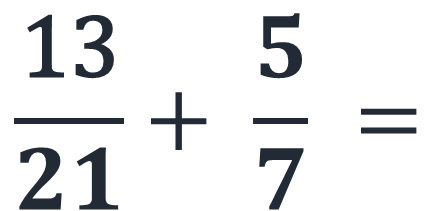 13/21 + 5/7 =